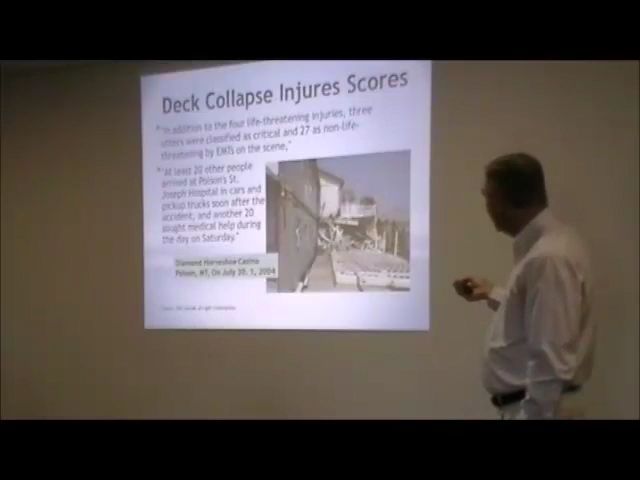 Deck Collapse Injures Scores
"In addition to the four life-threatening injuries, three
others were classified as critical and 27 as non-life-
threatening by EMTs on the scene,"
"At least 20 other people
arrived at Polson's St.
Joseph Hospital in cars and
pickup trucks soon after the
accident, and another 20
sought medical help during
the day on Saturday."
Diamond Horseshoe Casino
Polson, MT, On July 30, 1, 2004